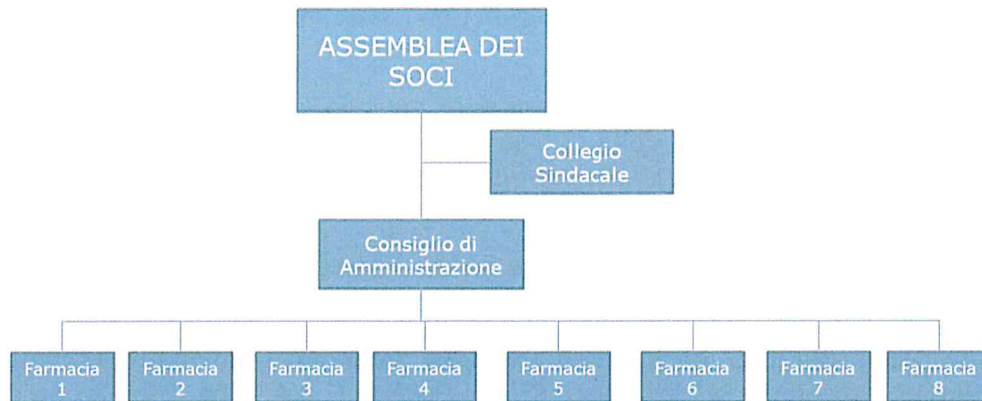 ASSEMBLEA DEI
SOCI
Collegio
Sindacale
Consiglio di
Amministrazione
Farmacia
1
Farmacia
2
Farmacia
3
Farmacia
4
Farmacia
5
Farmacia
6
Farmacia
7
Farmacia
8